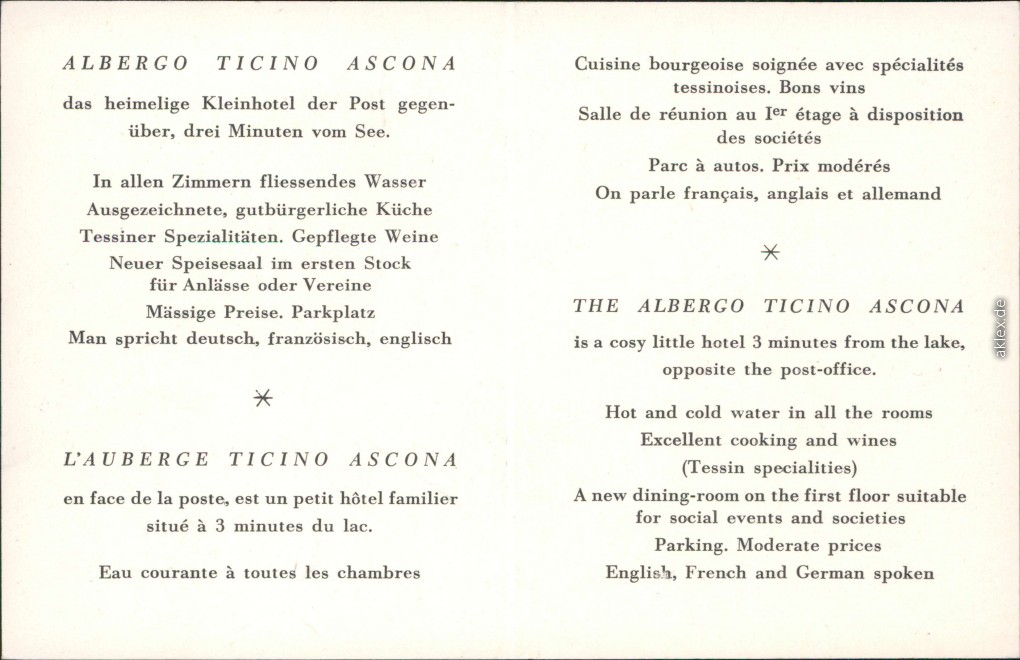 ALBERGO TICINO ASCONA
das heimelige Kleinhotel der Post gegen-
über, drei Minuten vom See.
In allen Zimmern fliessendes Wasser
Ausgezeichnete, gutbürgerliche Küche
Tessiner Spezialitäten. Gepflegte Weine
Neuer Speisesaal im ersten Stock
für Anlässe oder Vereine
Mässige Preise. Parkplatz
Man spricht deutsch, französisch, englisch
L'AUBERGE TICINO ASCONA
en face de la poste, est un petit hôtel familier
situé à 3 minutes du lac.
Eau courante à toutes les chambres
Cuisine bourgeoise soignée avec spécialités
tessinoises. Bons vins
Salle de réunion au Ier étage à disposition
des sociétés
Parc à autos. Prix modérés
On parle français, anglais et allemand
THE ALBERGO TICINO ASCONA
is a cosy little hotel 3 minutes from the lake,
opposite the post-office.
Hot and cold water in all the rooms
Excellent cooking and wines
(Tessin specialities)
A new dining-room on the first floor suitable
for social events and societies
Parking. Moderate prices
English, French and German spoken
aklex.de